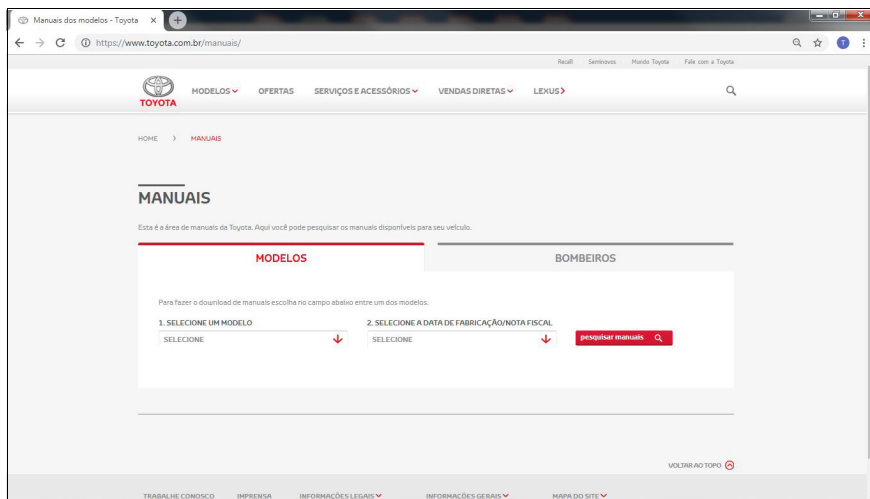 Manuais dos modelos - Toyota
https://www.toyota.com.br/manuais/
T
Recall Seminovos Mundo Toyota Fale com a Toyota
TOYOTA
MODELOS OFERTAS SERVIÇOS E ACESSÓRIOS VENDAS DIRETAS LEXUS
HOME MANUAIS
MANUAIS
Esta é a área de manuais da Toyota. Aqui você pode pesquisar os manuais disponíveis para seu veículo.
MODELOS BOMBEIROS
Para fazer o download de manuais escolha no campo abaixo entre um dos modelos.
1. SELECIONE UM MODELO 2. SELECIONE A DATA DE FABRICAÇÃO/NOTA FISCAL
SELECIONE SELECIONE pesquisar manuais
VOLTAR AO TOPO
TRABALHE CONOSCO IMPRENSA INFORMAÇÕES LEGAIS INFORMAÇÕES GERAIS MAPA DO SITE